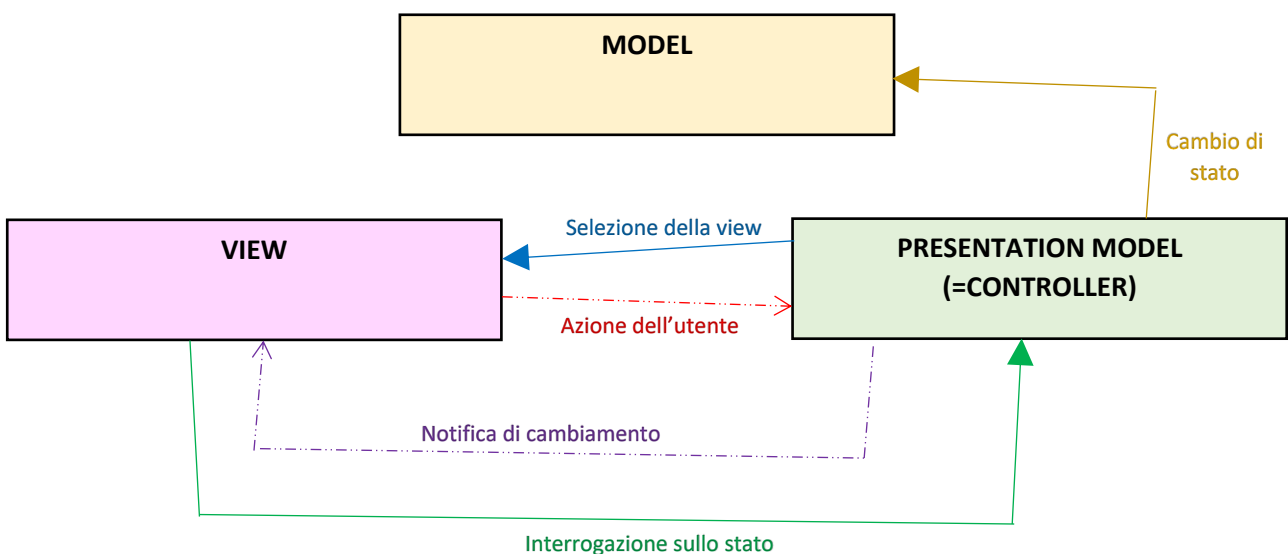 MODEL
Cambio di
stato
VIEW
Selezione della view
PRESENTATION MODEL
(=CONTROLLER)
Azione dell’utente
Notifica di cambiamento
Interrogazione sullo stato